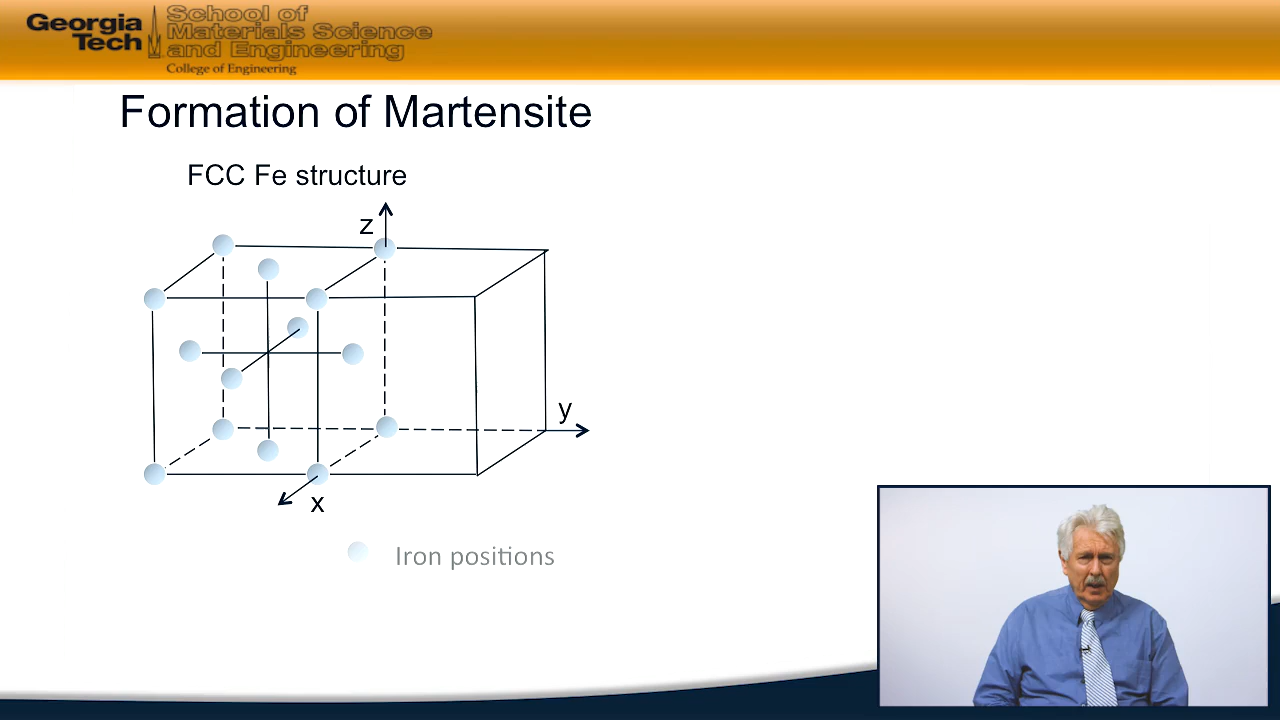 Georgia
Tech
School of
Materials Science
and Engineering
College of Engineering
Formation of Martensite
FCC Fe structure
z
y
x
Iron positions